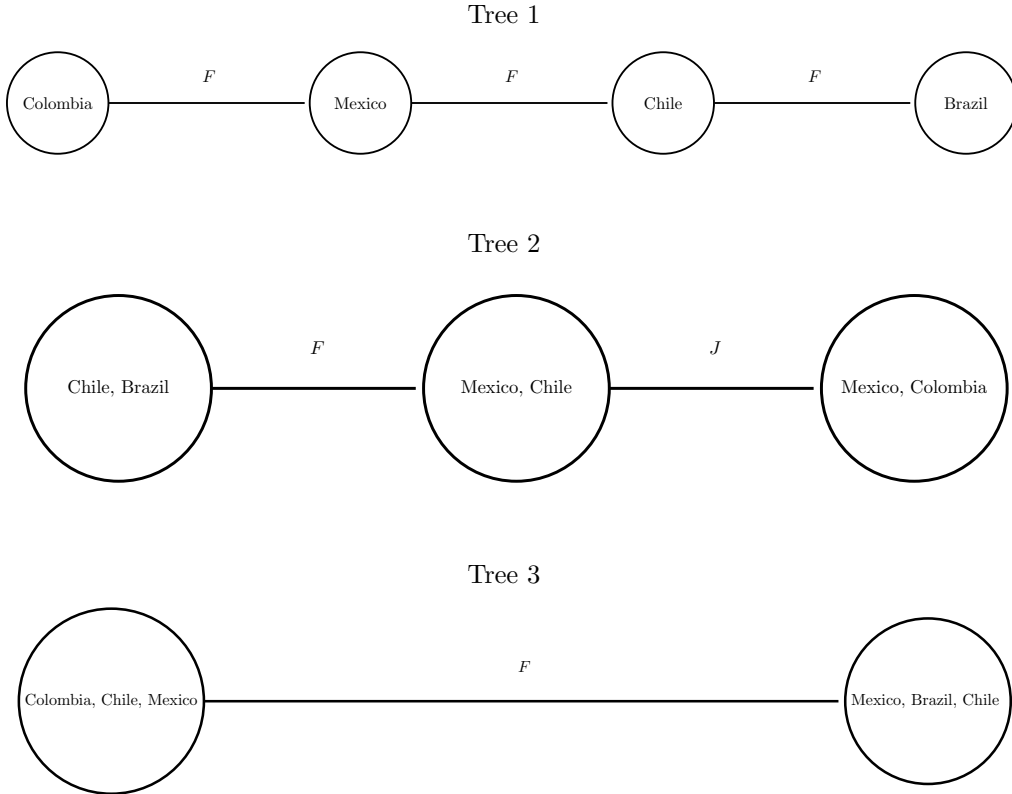 Tree 1
F F F
Colombia Mexico Chile Brazil
Tree 2
F J
Chile, Brazil Mexico, Chile Mexico, Colombia
Tree 3
F
Colombia, Chile, Mexico Mexico, Brazil, Chile